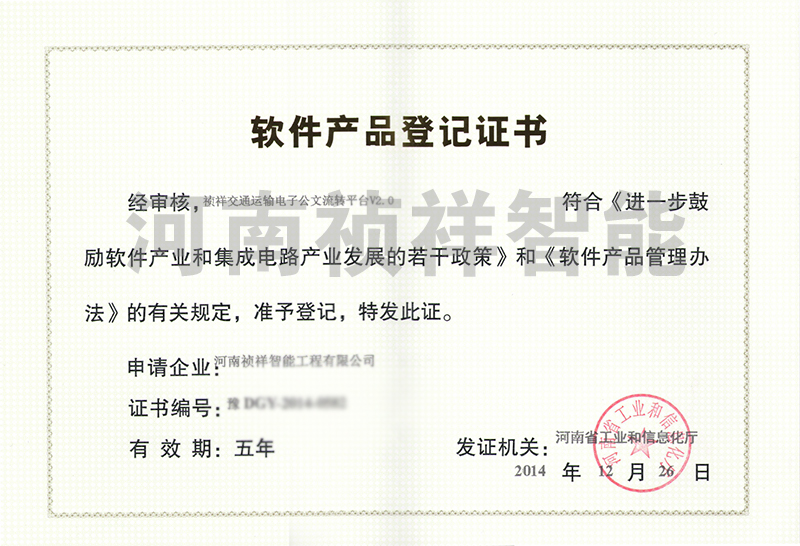 软件产品登记证书
经审核，祯祥交通运输电子公文流转平台V2.0 符合《进一步鼓
励软件产业和集成电路产业发展的若干政策》和《软件产品管理办
法》的有关规定，准予登记，特发此证。
河南祯祥智能
申请企业：河南祯祥智能工程有限公司
证书编号：
有 效 期：五年
发证机关：河南省工业和信息化厅
2014 年 12 月 26 日
河南省工业和信息化厅